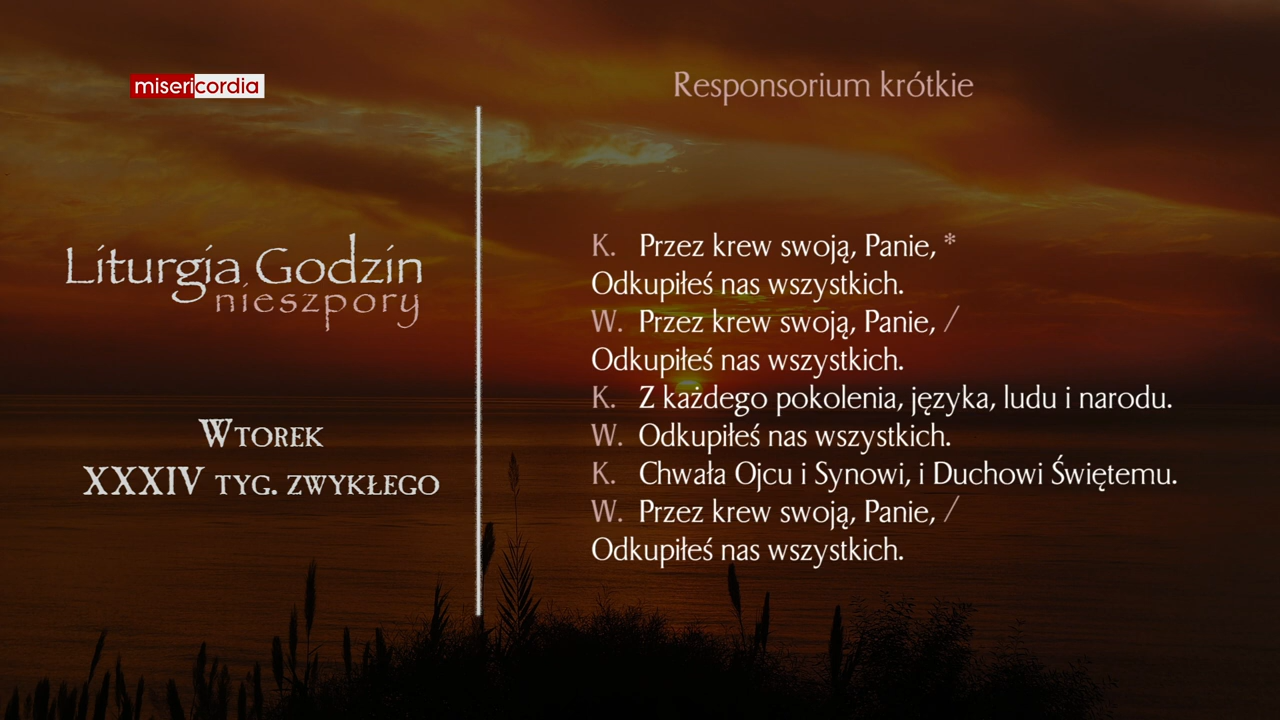 misericordia
Liturgia Godzin
nieszpory
Wtorek
XXXIV tyg. zwykłego
Responsorium krótkie
K. Przez krew swoją, Panie, *
Odkupiłeś nas wszystkich.
W. Przez krew swoją, Panie, /
Odkupiłeś nas wszystkich.
K. Z każdego pokolenia, języka, ludu i narodu.
W. Odkupiłeś nas wszystkich.
K. Chwała Ojcu i Synowi, i Duchowi Świętemu.
W. Przez krew swoją, Panie, /
Odkupiłeś nas wszystkich.